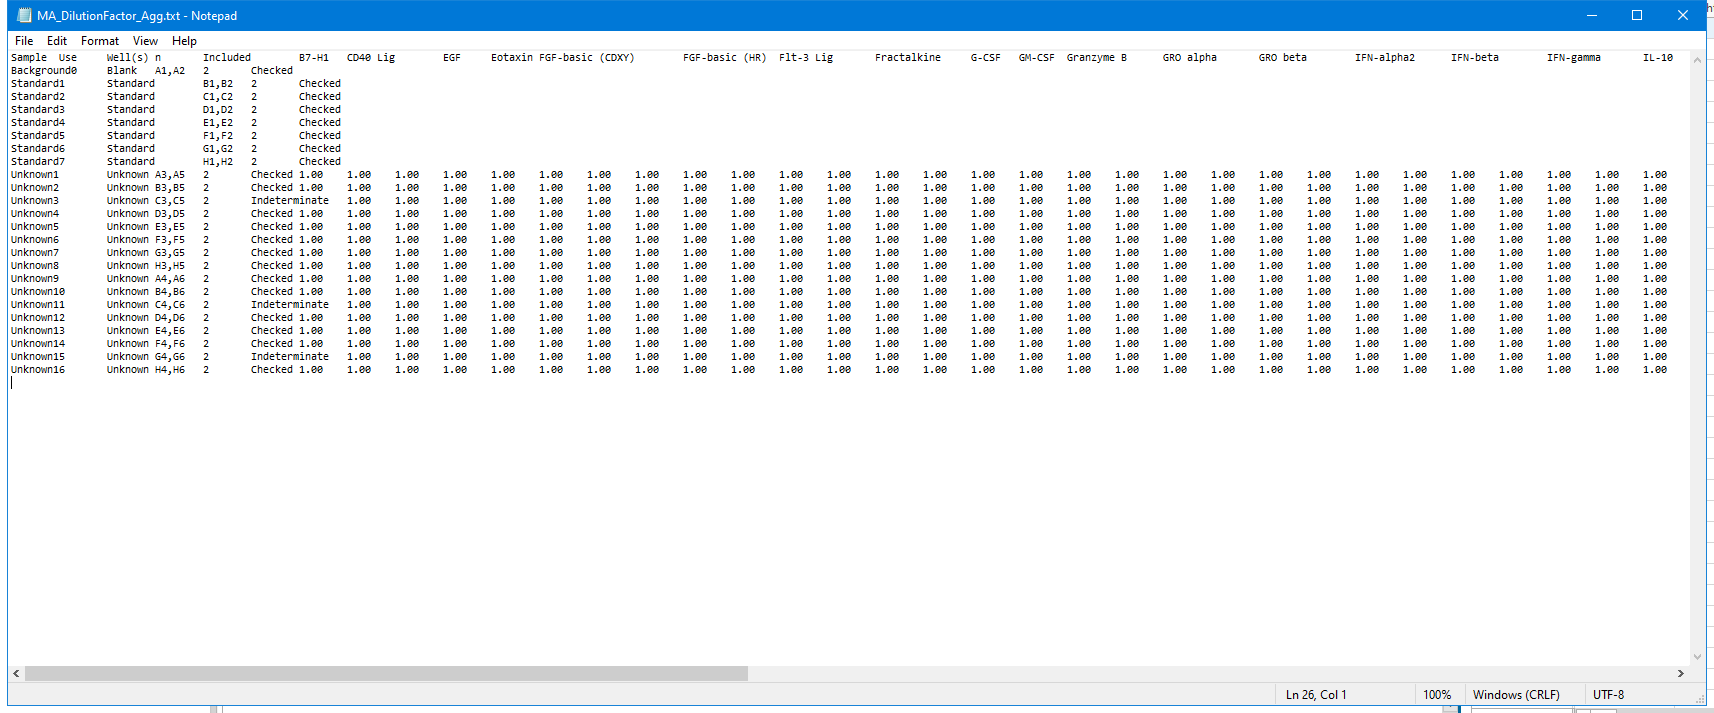 MA_DilutionFactor_Agg.txt - Notepad
File Edit Format View Help
Sample Use Well(s) n Included B7-H1 CD40 Lig EGF Eotaxin FGF-basic (CDXY) FGF-basic (HR) Flt-3 Lig Fractalkine G-CSF GM-CSF Granzyme B GRO alpha GRO beta IFN-alpha2 IFN-beta IFN-gamma IL-10
Background0 Blank A1,A2 2 Checked
Standard1 Standard B1,B2 2 Checked
Standard2 Standard C1,C2 2 Checked
Standard3 Standard D1,D2 2 Checked
Standard4 Standard E1,E2 2 Checked
Standard5 Standard F1,F2 2 Checked
Standard6 Standard G1,G2 2 Checked
Standard7 Standard H1,H2 2 Checked
Unknown1 Unknown A3,A5 2 Checked 1.00 1.00 1.00 1.00 1.00 1.00 1.00 1.00 1.00 1.00 1.00 1.00 1.00 1.00 1.00 1.00 1.00 1.00 1.00 1.00 1.00 1.00 1.00 1.00 1.00 1.00 1.00 1.00 1.00
Unknown2 Unknown B3,B5 2 Checked 1.00 1.00 1.00 1.00 1.00 1.00 1.00 1.00 1.00 1.00 1.00 1.00 1.00 1.00 1.00 1.00 1.00 1.00 1.00 1.00 1.00 1.00 1.00 1.00 1.00 1.00 1.00 1.00 1.00
Unknown3 Unknown C3,C5 2 Indeterminate 1.00 1.00 1.00 1.00 1.00 1.00 1.00 1.00 1.00 1.00 1.00 1.00 1.00 1.00 1.00 1.00 1.00 1.00 1.00 1.00 1.00 1.00 1.00 1.00 1.00 1.00 1.00 1.00
Unknown4 Unknown D3,D5 2 Checked 1.00 1.00 1.00 1.00 1.00 1.00 1.00 1.00 1.00 1.00 1.00 1.00 1.00 1.00 1.00 1.00 1.00 1.00 1.00 1.00 1.00 1.00 1.00 1.00 1.00 1.00 1.00 1.00 1.00
Unknown5 Unknown E3,E5 2 Checked 1.00 1.00 1.00 1.00 1.00 1.00 1.00 1.00 1.00 1.00 1.00 1.00 1.00 1.00 1.00 1.00 1.00 1.00 1.00 1.00 1.00 1.00 1.00 1.00 1.00 1.00 1.00 1.00 1.00
Unknown6 Unknown F3,F5 2 Checked 1.00 1.00 1.00 1.00 1.00 1.00 1.00 1.00 1.00 1.00 1.00 1.00 1.00 1.00 1.00 1.00 1.00 1.00 1.00 1.00 1.00 1.00 1.00 1.00 1.00 1.00 1.00 1.00 1.00
Unknown7 Unknown G3,G5 2 Checked 1.00 1.00 1.00 1.00 1.00 1.00 1.00 1.00 1.00 1.00 1.00 1.00 1.00 1.00 1.00 1.00 1.00 1.00 1.00 1.00 1.00 1.00 1.00 1.00 1.00 1.00 1.00 1.00 1.00
Unknown8 Unknown H3,H5 2 Checked 1.00 1.00 1.00 1.00 1.00 1.00 1.00 1.00 1.00 1.00 1.00 1.00 1.00 1.00 1.00 1.00 1.00 1.00 1.00 1.00 1.00 1.00 1.00 1.00 1.00 1.00 1.00 1.00 1.00
Unknown9 Unknown A4,A6 2 Checked 1.00 1.00 1.00 1.00 1.00 1.00 1.00 1.00 1.00 1.00 1.00 1.00 1.00 1.00 1.00 1.00 1.00 1.00 1.00 1.00 1.00 1.00 1.00 1.00 1.00 1.00 1.00 1.00 1.00
Unknown10 Unknown B4,B6 2 Checked 1.00 1.00 1.00 1.00 1.00 1.00 1.00 1.00 1.00 1.00 1.00 1.00 1.00 1.00 1.00 1.00 1.00 1.00 1.00 1.00 1.00 1.00 1.00 1.00 1.00 1.00 1.00 1.00 1.00
Unknown11 Unknown C4,C6 2 Indeterminate 1.00 1.00 1.00 1.00 1.00 1.00 1.00 1.00 1.00 1.00 1.00 1.00 1.00 1.00 1.00 1.00 1.00 1.00 1.00 1.00 1.00 1.00 1.00 1.00 1.00 1.00 1.00 1.00
Unknown12 Unknown D4,D6 2 Checked 1.00 1.00 1.00 1.00 1.00 1.00 1.00 1.00 1.00 1.00 1.00 1.00 1.00 1.00 1.00 1.00 1.00 1.00 1.00 1.00 1.00 1.00 1.00 1.00 1.00 1.00 1.00 1.00 1.00
Unknown13 Unknown E4,E6 2 Checked 1.00 1.00 1.00 1.00 1.00 1.00 1.00 1.00 1.00 1.00 1.00 1.00 1.00 1.00 1.00 1.00 1.00 1.00 1.00 1.00 1.00 1.00 1.00 1.00 1.00 1.00 1.00 1.00 1.00
Unknown14 Unknown F4,F6 2 Checked 1.00 1.00 1.00 1.00 1.00 1.00 1.00 1.00 1.00 1.00 1.00 1.00 1.00 1.00 1.00 1.00 1.00 1.00 1.00 1.00 1.00 1.00 1.00 1.00 1.00 1.00 1.00 1.00 1.00
Unknown15 Unknown G4,G6 2 Indeterminate 1.00 1.00 1.00 1.00 1.00 1.00 1.00 1.00 1.00 1.00 1.00 1.00 1.00 1.00 1.00 1.00 1.00 1.00 1.00 1.00 1.00 1.00 1.00 1.00 1.00 1.00 1.00 1.00
Unknown16 Unknown H4,H6 2 Checked 1.00 1.00 1.00 1.00 1.00 1.00 1.00 1.00 1.00 1.00 1.00 1.00 1.00 1.00 1.00 1.00 1.00 1.00 1.00 1.00 1.00 1.00 1.00 1.00 1.00 1.00 1.00 1.00 1.00
Ln 26, Col 1 100% Windows (CRLF) UTF-8